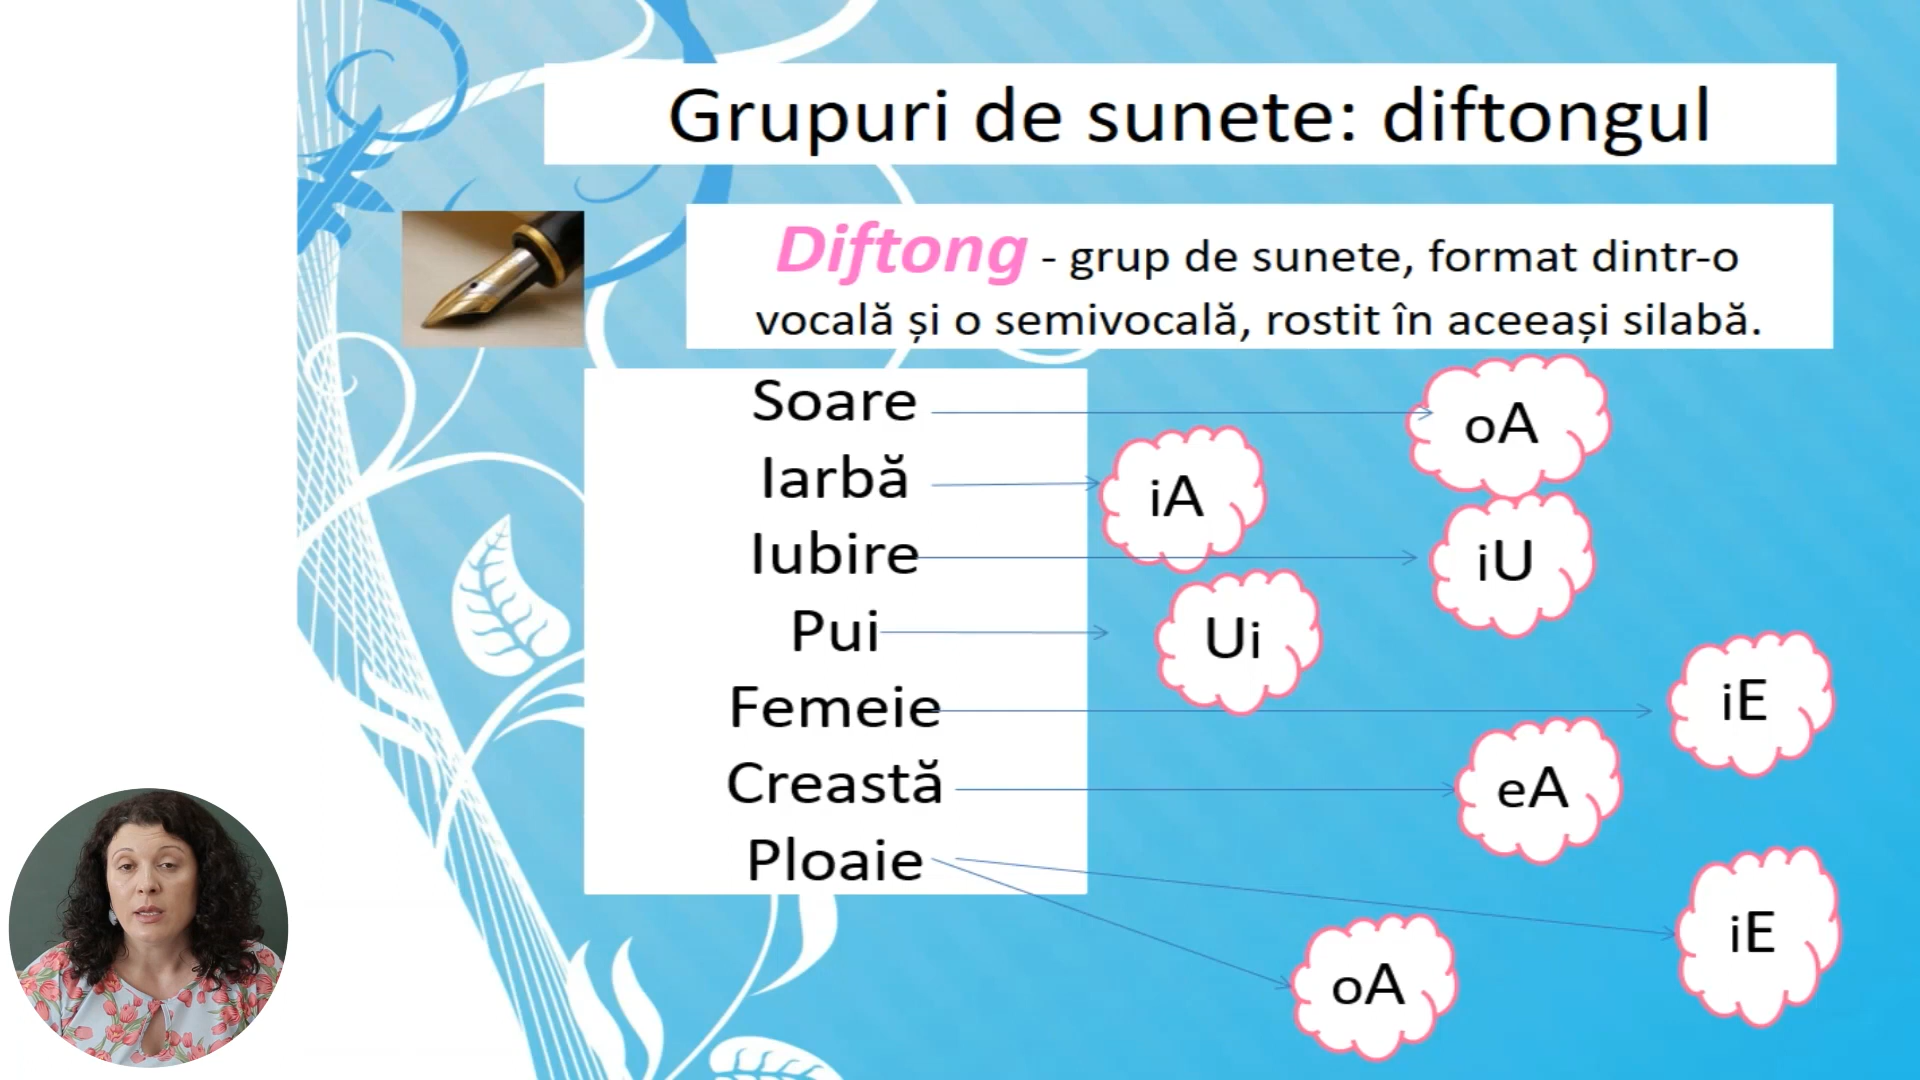 Grupuri de sunete: diftongul
Diftong - grup de sunete, format dintr-o
vocală și o semivocală, rostit în aceeași silabă.
Soare
oA
Iarbă
iA
Iubire
iU
Pui
Ui
Femeie
iE
Creastă
eA
Ploaie
iE
oA